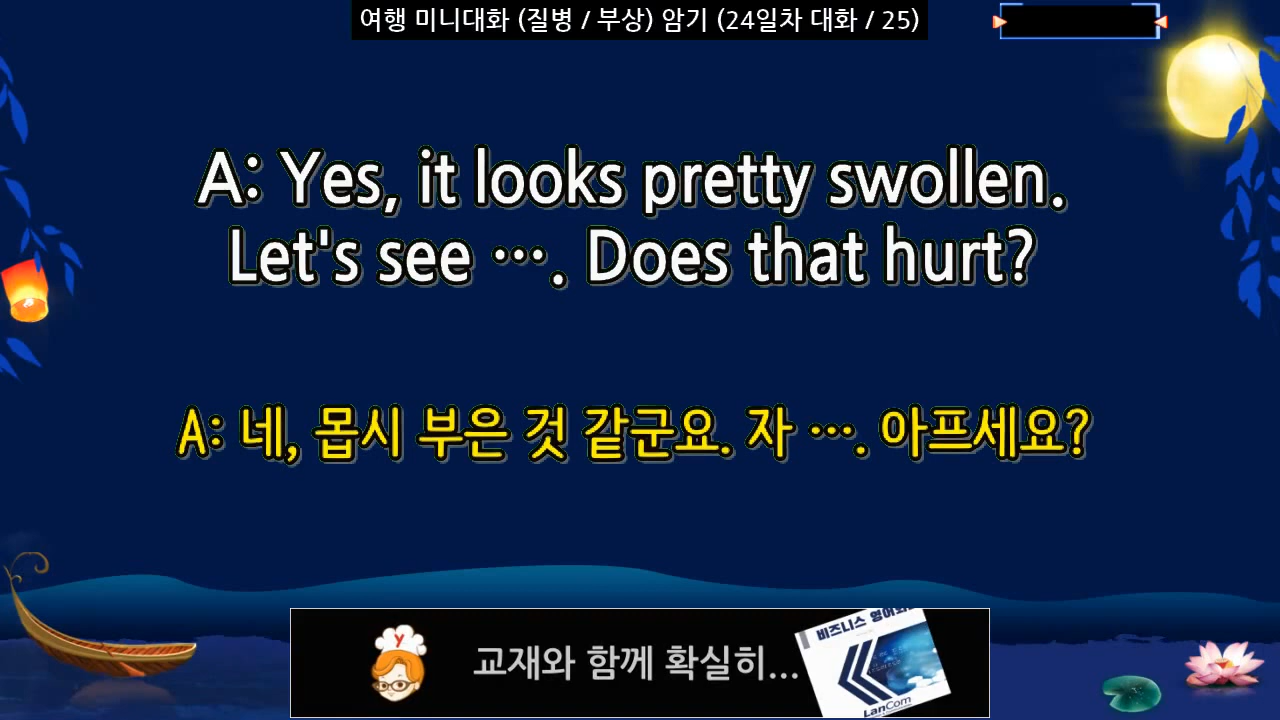 여행 미니대화 (질병 / 부상) 암기 (24일차 대화 / 25)
A: Yes, it looks pretty swollen.
Let's see ···. Does that hurt?
A: 네, 몹시 부은 것 같군요. 자 ···. 아프세요?
교재와 함께 확실히...
비즈니스 영어회
LanCom